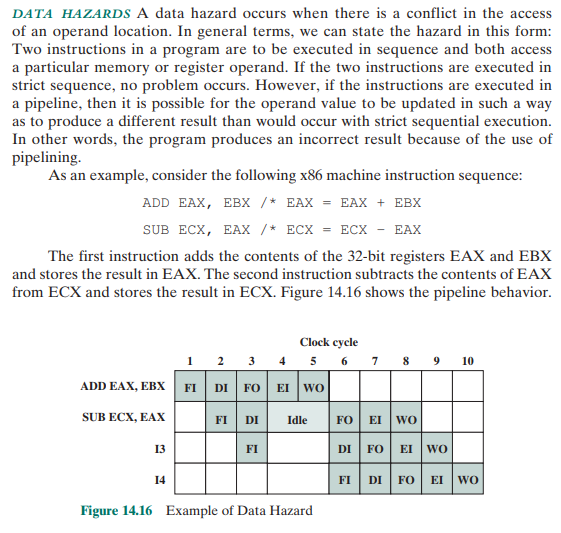 DATA HAZARDS A data hazard occurs when there is a conflict in the access
of an operand location. In general terms, we can state the hazard in this form:
Two instructions in a program are to be executed in sequence and both access
a particular memory or register operand. If the two instructions are executed in
strict sequence, no problem occurs. However, if the instructions are executed in
a pipeline, then it is possible for the operand value to be updated in such a way
as to produce a different result than would occur with strict sequential execution.
In other words, the program produces an incorrect result because of the use of
pipelining.
As an example, consider the following x86 machine instruction sequence:
ADD EAX, EBX /* EAX = EAX + EBX
SUB ECX, EAX /* ECX = ECX - EAX
The first instruction adds the contents of the 32-bit registers EAX and EBX
and stores the result in EAX. The second instruction subtracts the contents of EAX
from ECX and stores the result in ECX. Figure 14.16 shows the pipeline behavior.
Clock cycle
1 2 3 4 5 6 7 8 9 10
ADD EAX, EBX FI DI FO EI WO
SUB ECX, EAX FI DI Idle FO EI WO
I3 FI DI FO EI WO
I4 FI DI FO EI WO
Figure 14.16 Example of Data Hazard